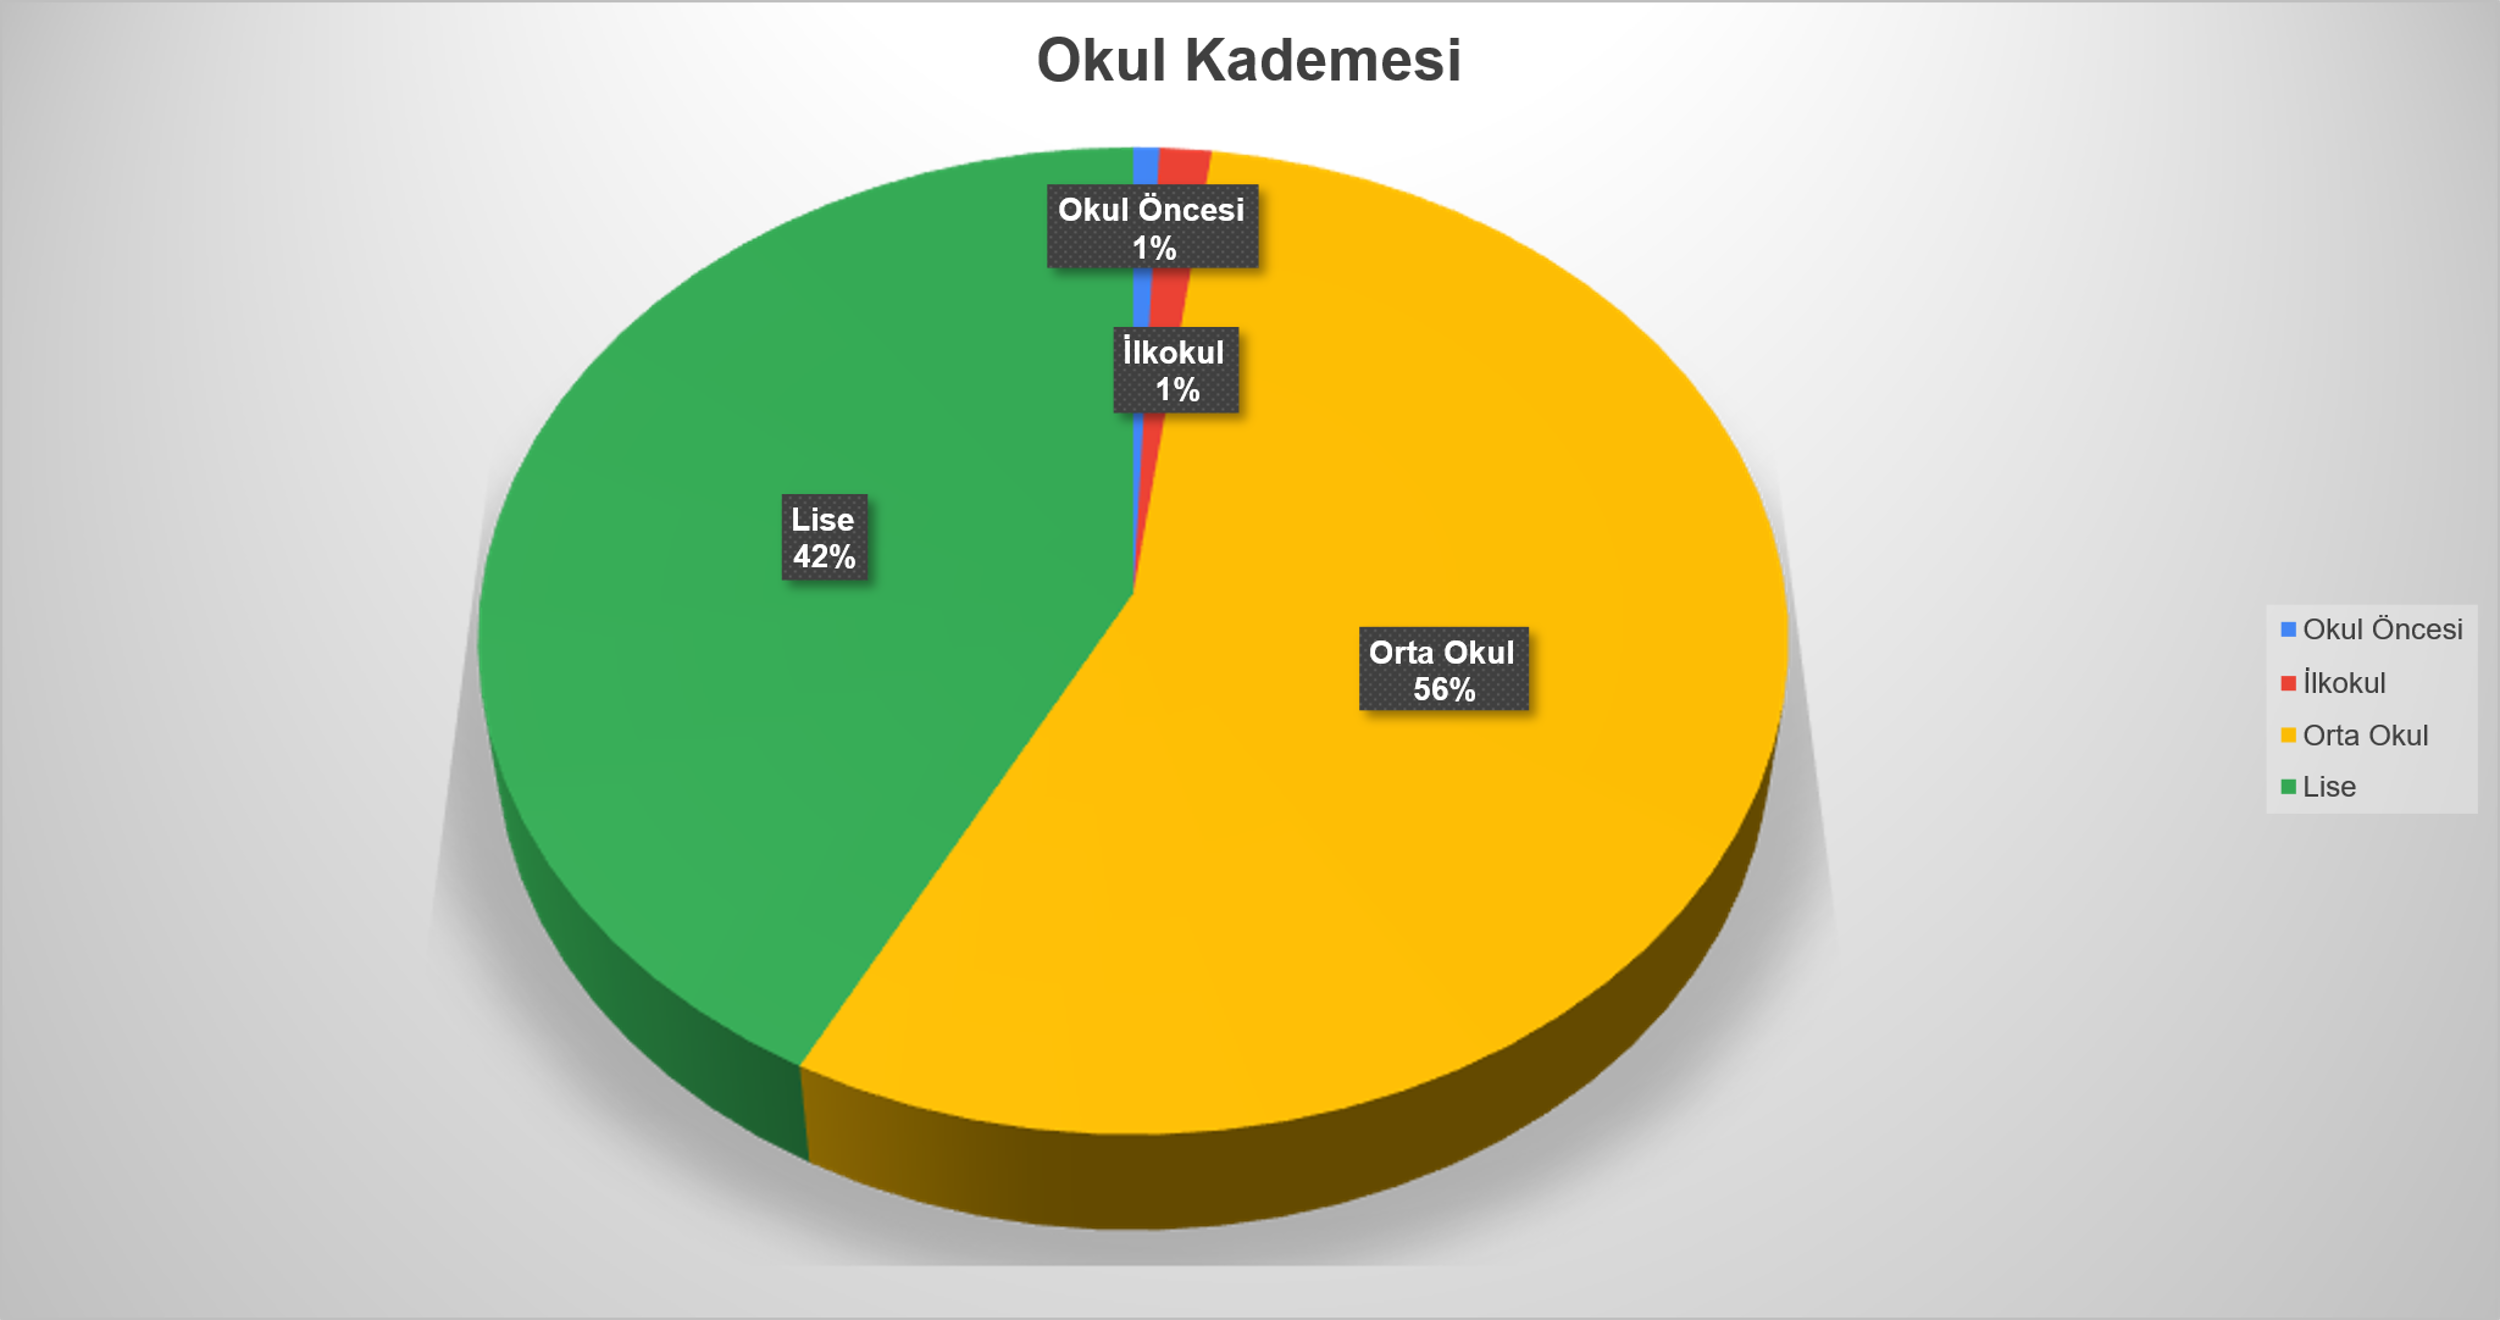 Okul Kademesi
Okul Öncesi
1%
İlkokul
1%
Lise
42%
Orta Okul
56%
Okul Öncesi
İlkokul
Orta Okul
Lise